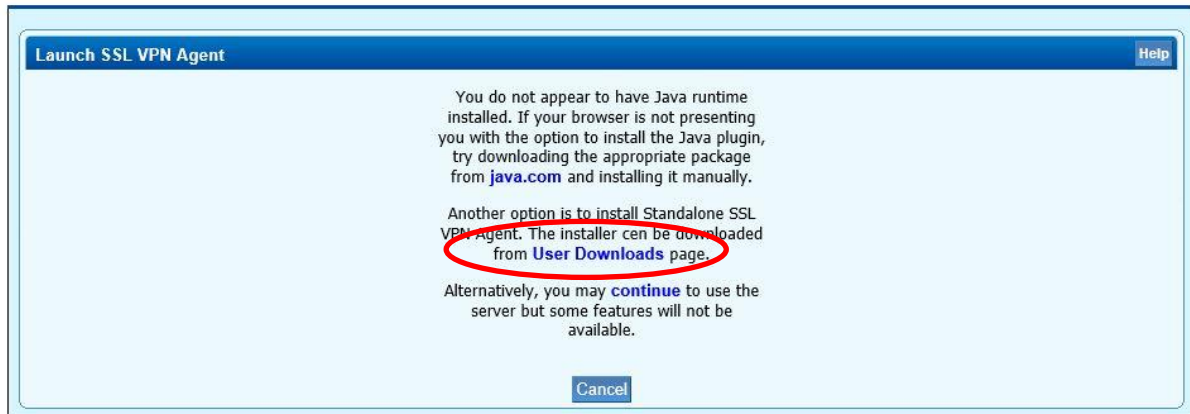 Launch SSL VPN Agent
Help
You do not appear to have Java runtime
installed. If your browser is not presenting
you with the option to install the Java plugin,
try downloading the appropriate package
from java.com and installing it manually.
Another option is to install Standalone SSL
VPN Agent. The installer cen be downloaded
from User Downloads page.
Alternatively, you may continue to use the
server but some features will not be
available.
Cancel